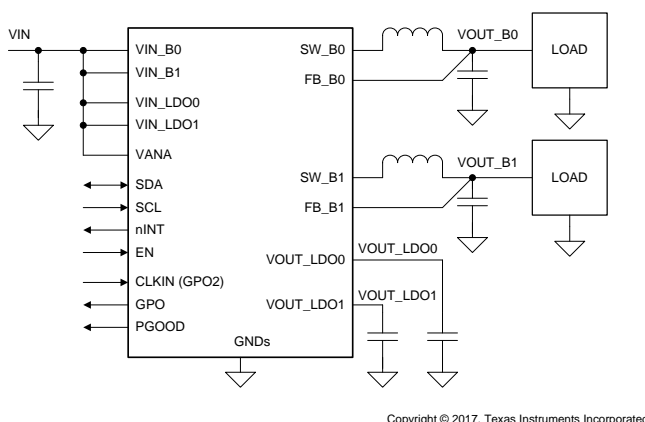 VIN
VIN_B0
VIN_B1
VIN_LDO0
VIN_LDO1
VANA
SDA
SCL
nINT
EN
CLKIN (GPO2)
GPO
PGOOD
GNDs
SW_B0
FB_B0
SW_B1
FB_B1
VOUT_LDO0
VOUT_LDO1
VOUT_B0
LOAD
VOUT_B1
LOAD
VOUT_LDO0
VOUT_LDO1
Copyright © 2017, Texas Instruments Incorporated